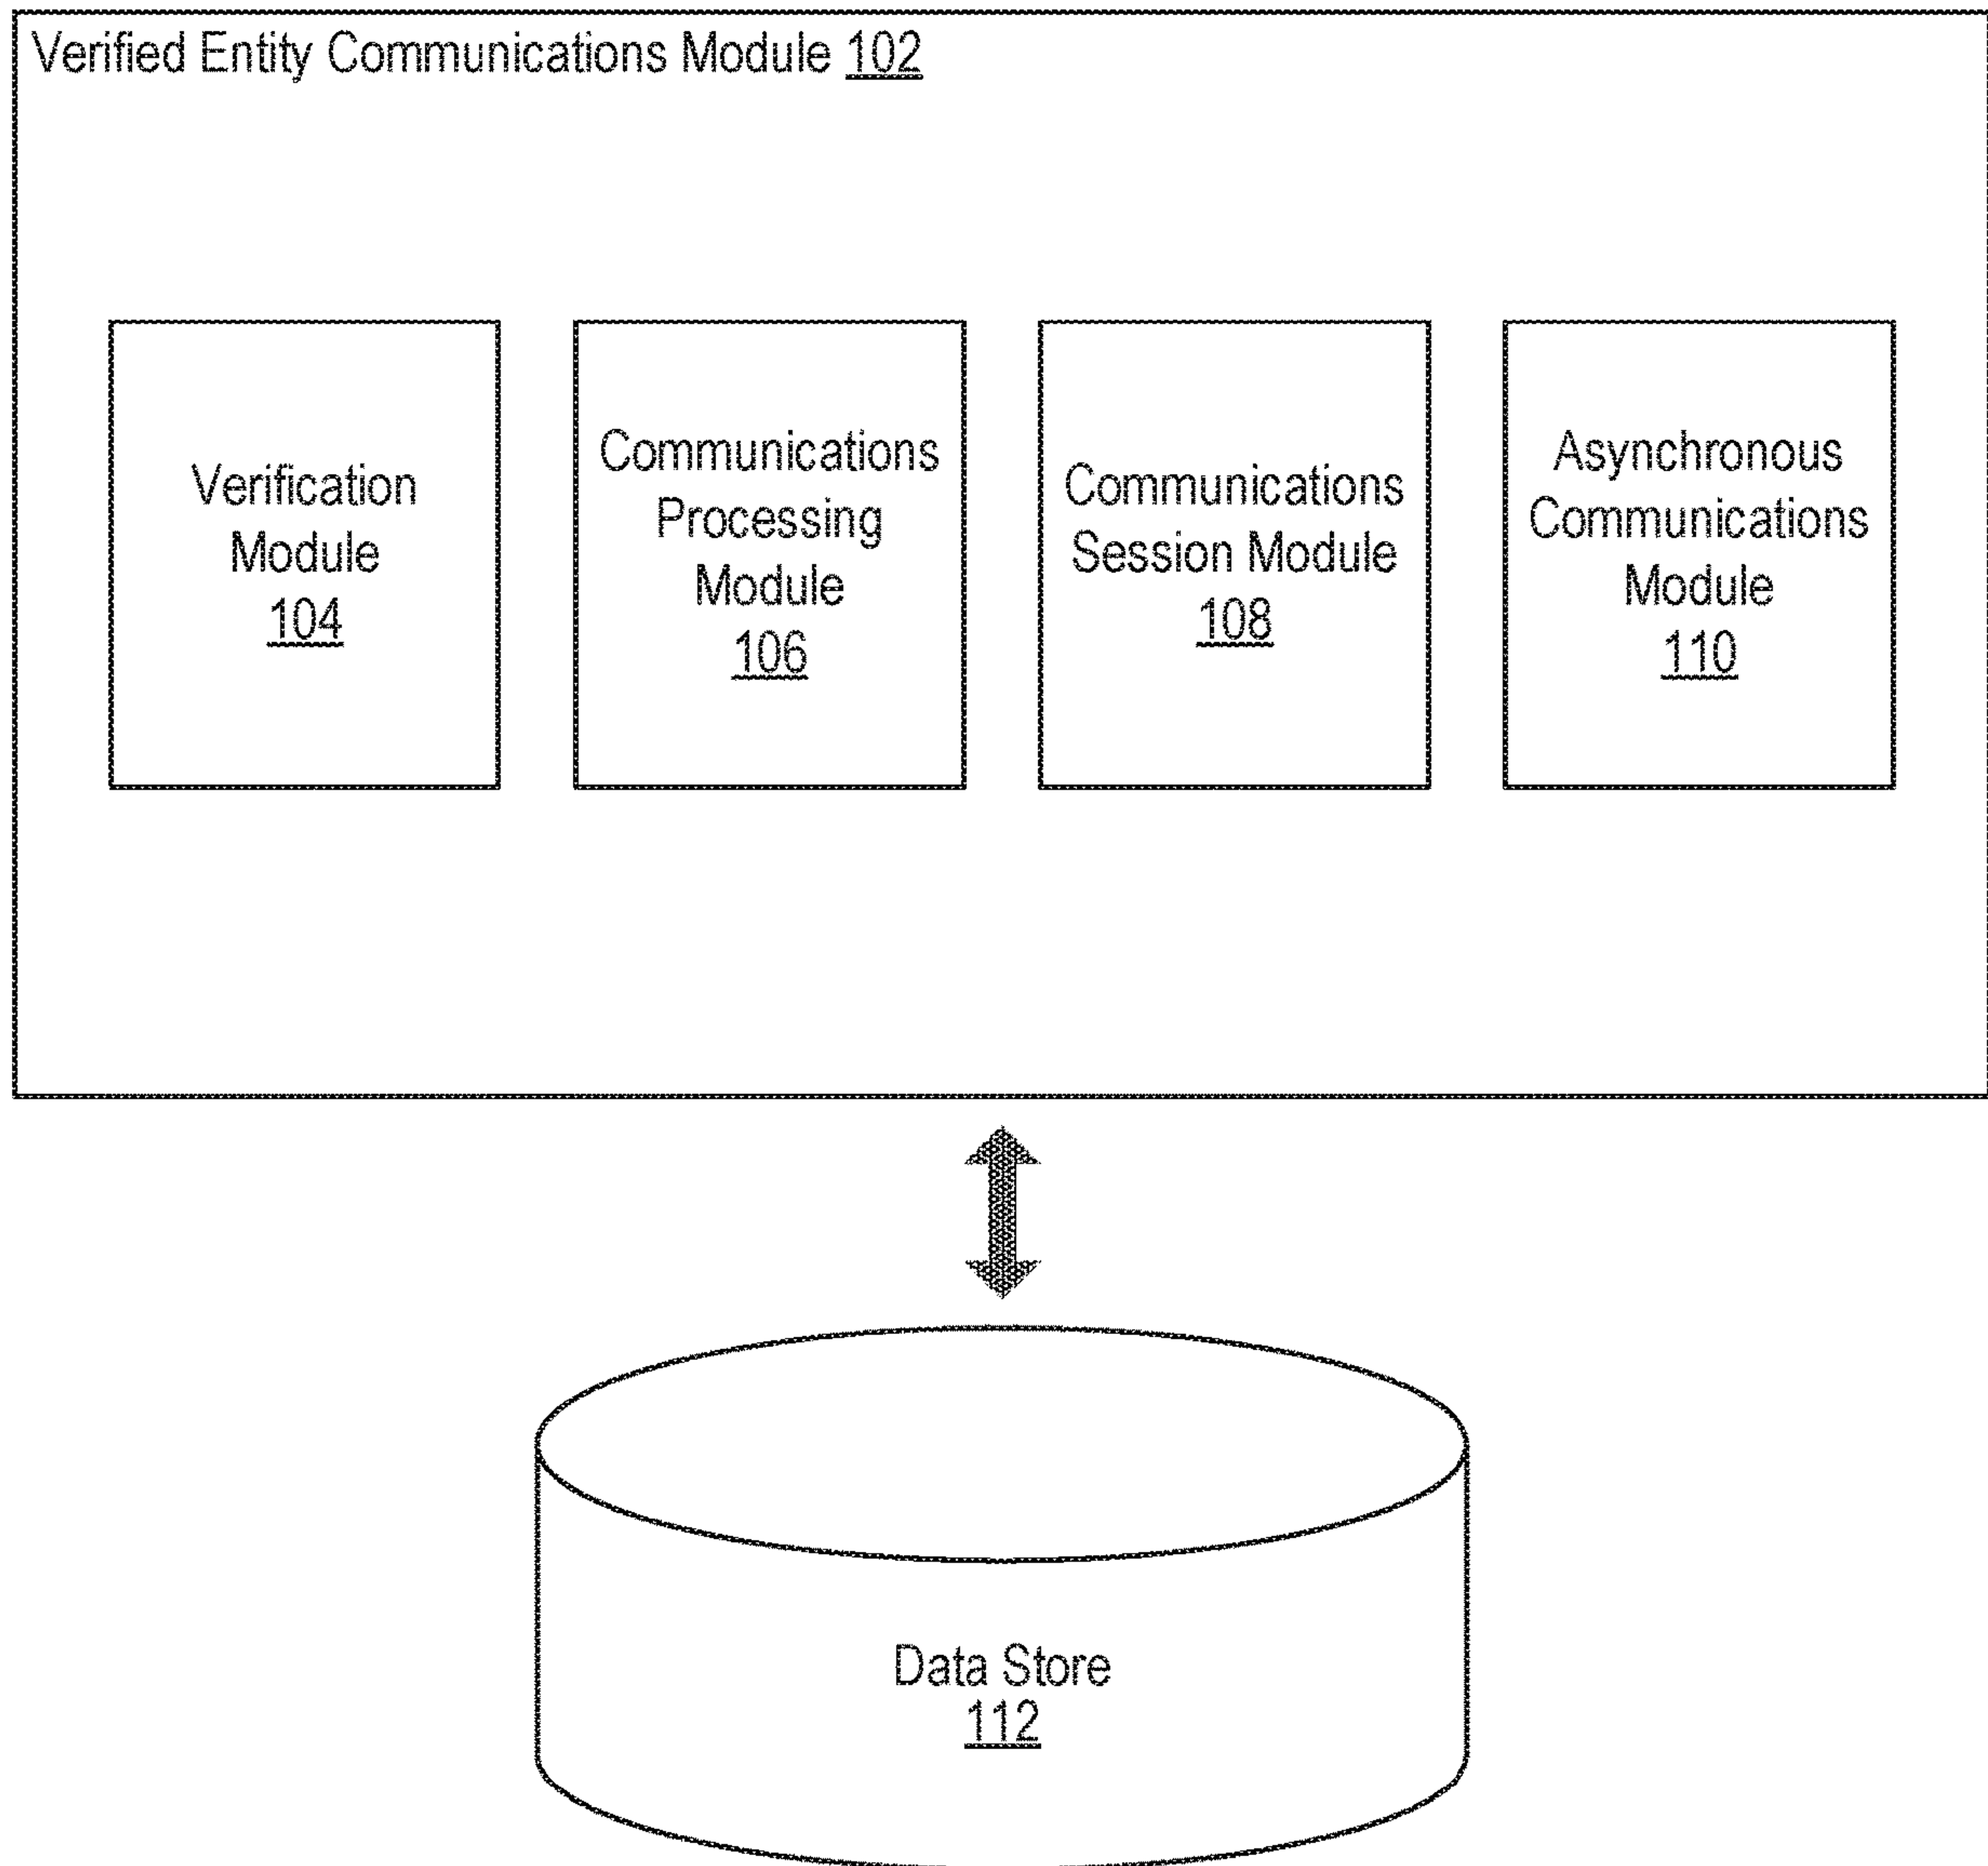 Verified Entity Communications Module 102
Verification
Module
104
Communications
Processing
Module
106
Communications
Session Module
108
Asynchronous
Communications
Module
110
Data Store
112